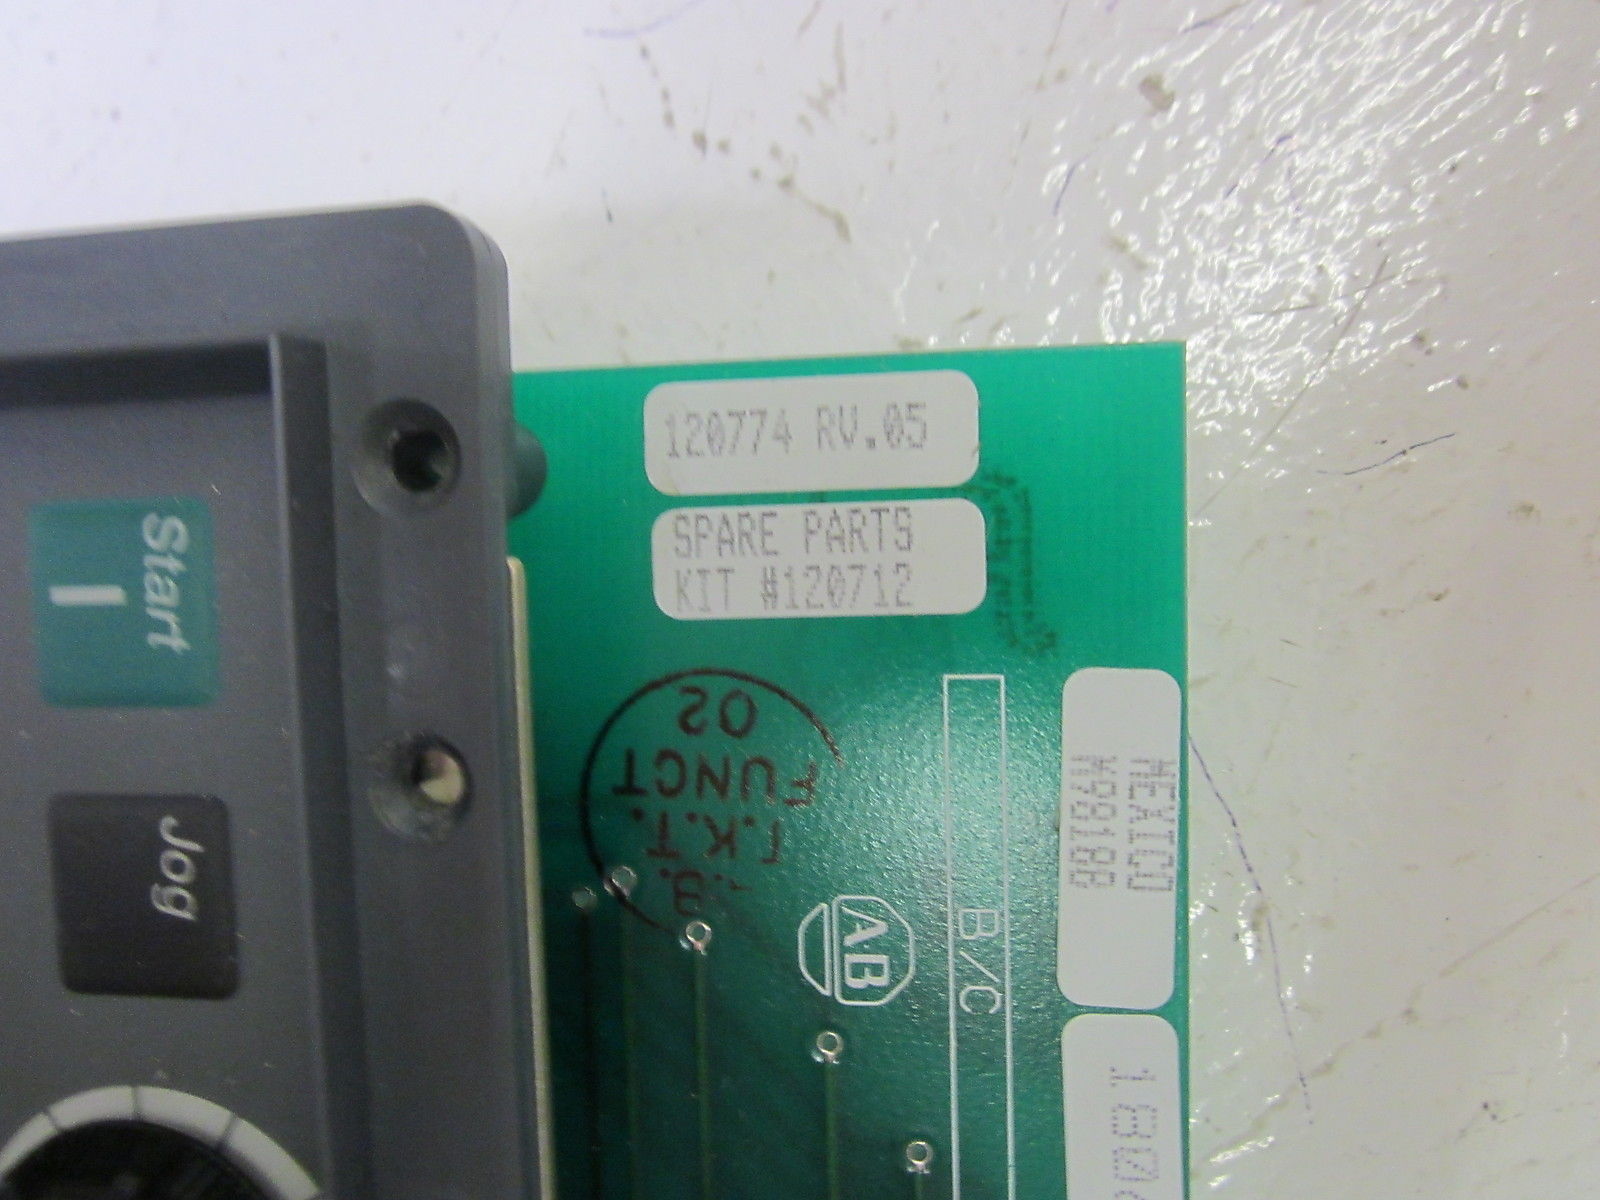 120774 RV.05
SPARE PARTS
KIT #120712
Start
Jog
I.K.T.
FUNCT
02
AB
B/C